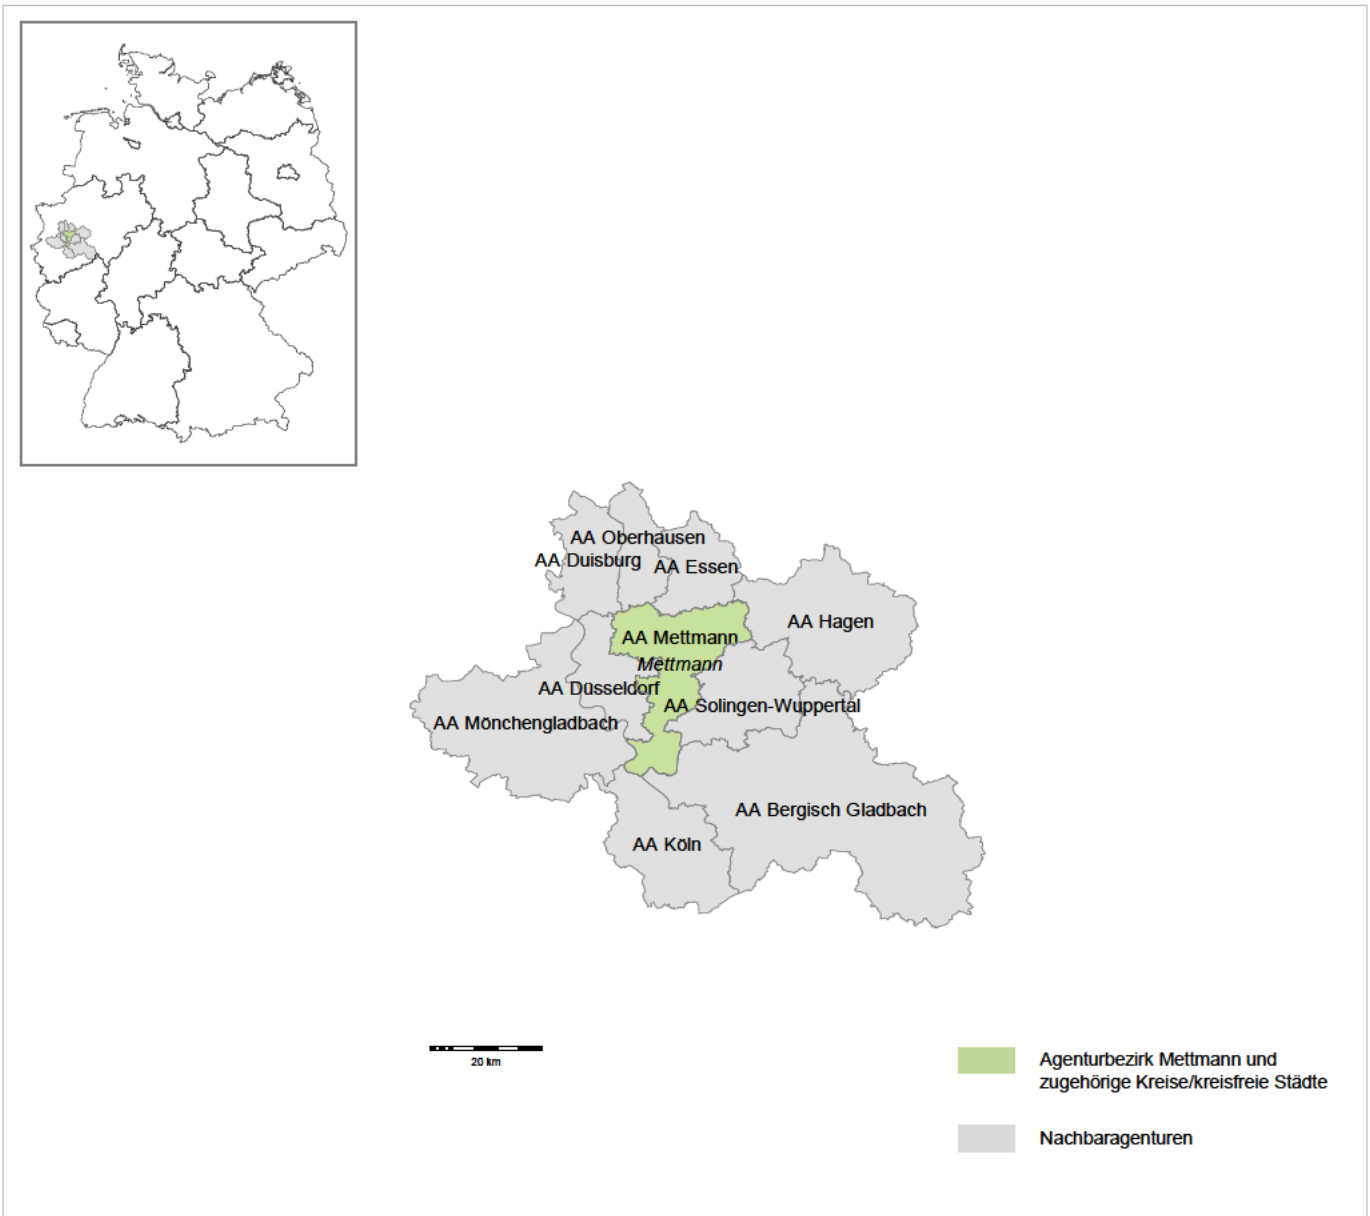 AA Oberhausen
AA Duisburg
AA Essen
AA Hagen
AA Mettmann
Mettmann
AA Düsseldorf
AA Solingen-Wuppertal
AA Mönchengladbach
AA Bergisch Gladbach
AA Köln
20 km
Agenturbezirk Mettmann und
zugehörige Kreise/kreisfreie Städte
Nachbaragenturen